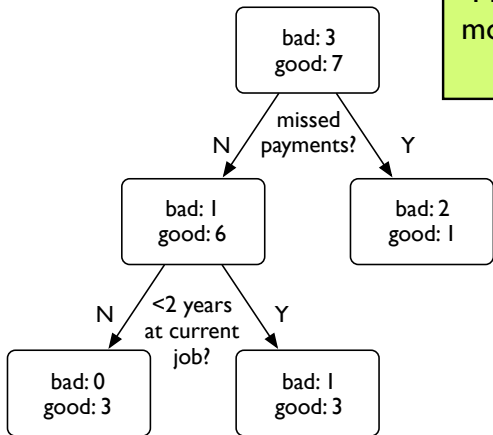 bad: 3
good: 7
missed
payments?
N
Y
bad: 1
good: 6
bad: 2
good: 1
<2 years
at current
job?
N
Y
bad: 0
good: 3
bad: 1
good: 3